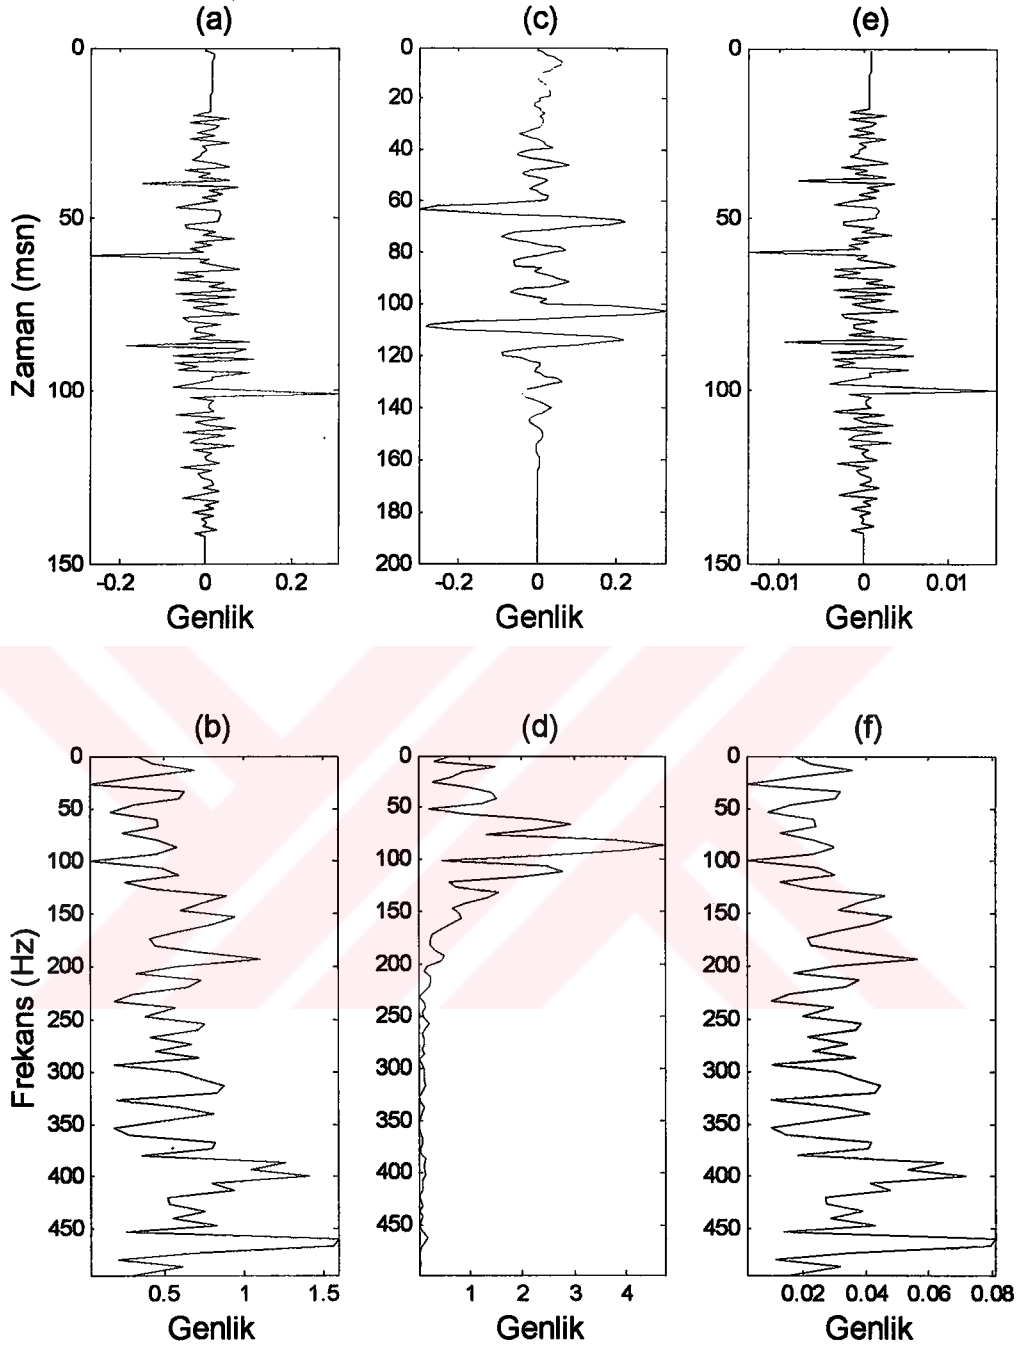 (a) (c) (e)
0 0 0
20
40
50 60 50
80
100 100 100
120
140
160
180
150 200 150
-0.2 0 0.2 -0.2 0 0.2 -0.01 0 0.01
Zaman (msn)
Genlik Genlik Genlik
(b) (d) (f)
0 0 0
50 50 50
100 100 100
150 150 150
200 200 200
250 250 250
300 300 300
350 350 350
400 400 400
450 450 450
0.5 1 1.5 1 2 3 4 0.02 0.04 0.06 0.08
Frekans (Hz)
Genlik Genlik Genlik